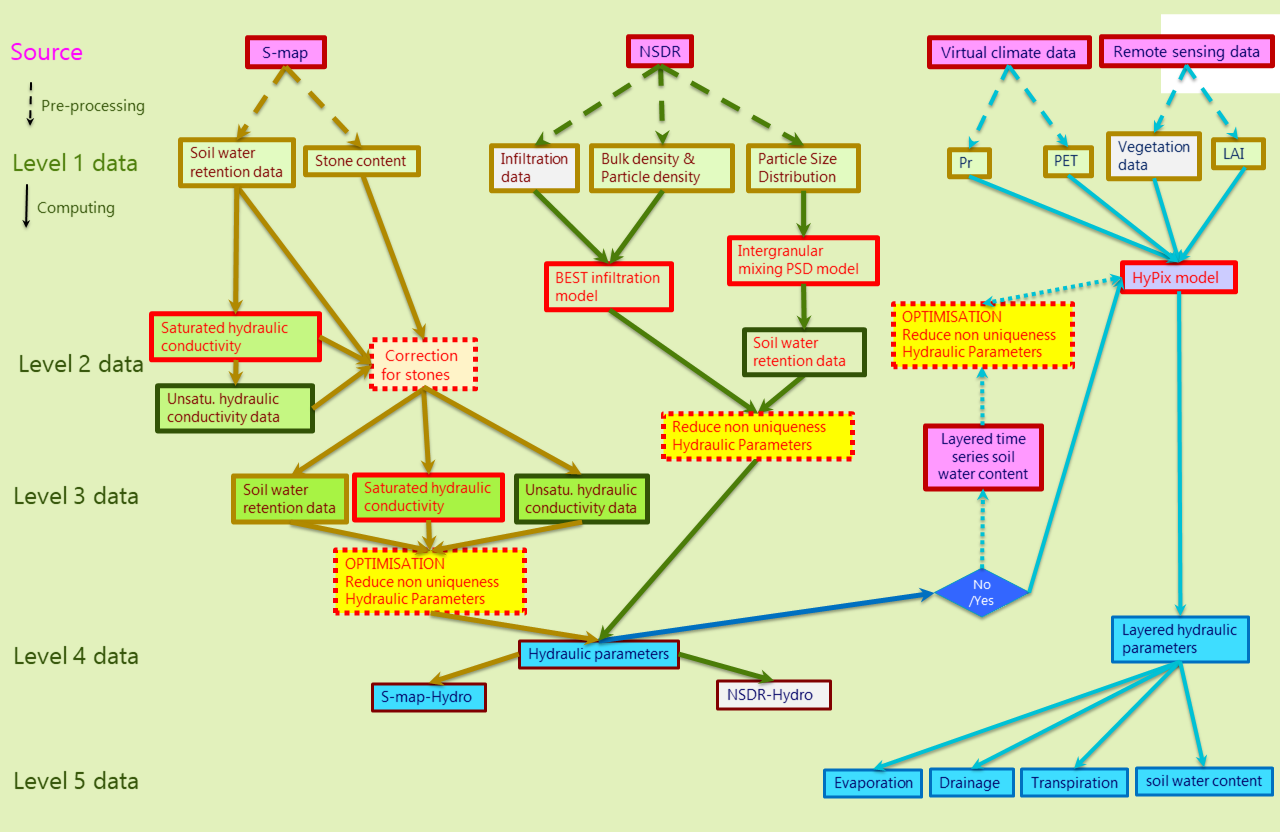 Source
S-map
NSDR
Virtual climate data
Remote sensing data
Pre-processing
Level 1 data
Soil water
retention data
Stone content
Infiltration
data
Bulk density &
Particle density
Particle Size
Distribution
Pr
PET
Vegetation
data
LAI
Computing
BEST infiltration
model
Intergranular
mixing PSD model
HyPix model
Level 2 data
Saturated hydraulic
conductivity
Unsatu. hydraulic
conductivity data
Correction
for stones
Soil water
retention data
OPTIMISATION
Reduce non uniqueness
Hydraulic Parameters
Reduce non uniqueness
Hydraulic Parameters
Layered time
series soil
water content
Level 3 data
Soil water
retention data
Saturated hydraulic
conductivity
Unsatu. hydraulic
conductivity data
OPTIMISATION
Reduce non uniqueness
Hydraulic Parameters
No
/Yes
Level 4 data
Hydraulic parameters
Layered hydraulic
parameters
S-map-Hydro
NSDR-Hydro
Level 5 data
Evaporation
Drainage
Transpiration
soil water content